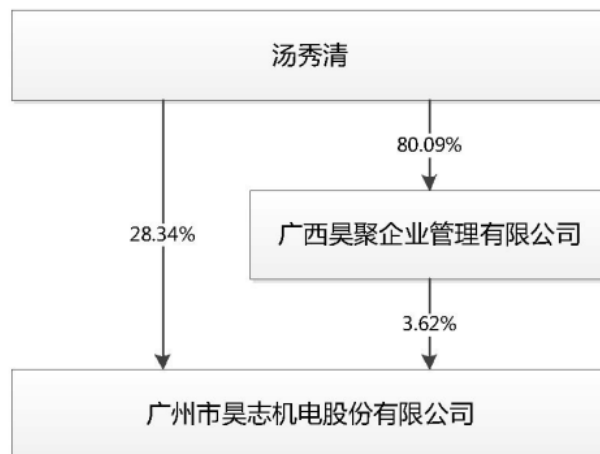 汤秀清
80.09%
28.34%
广西昊聚企业管理有限公司
3.62%
广州市昊志机电股份有限公司